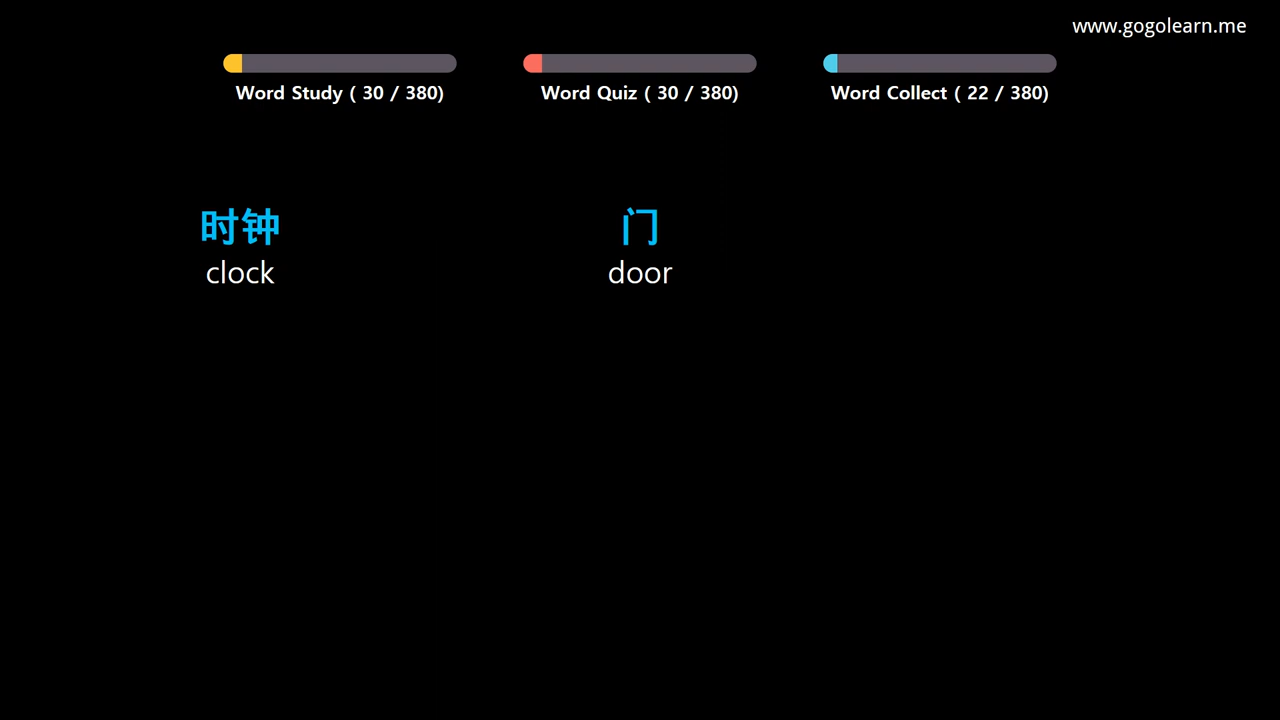 www.gogolearn.me
Word Study ( 30 / 380)
Word Quiz ( 30 / 380)
Word Collect ( 22 / 380)
时钟
clock
门
door